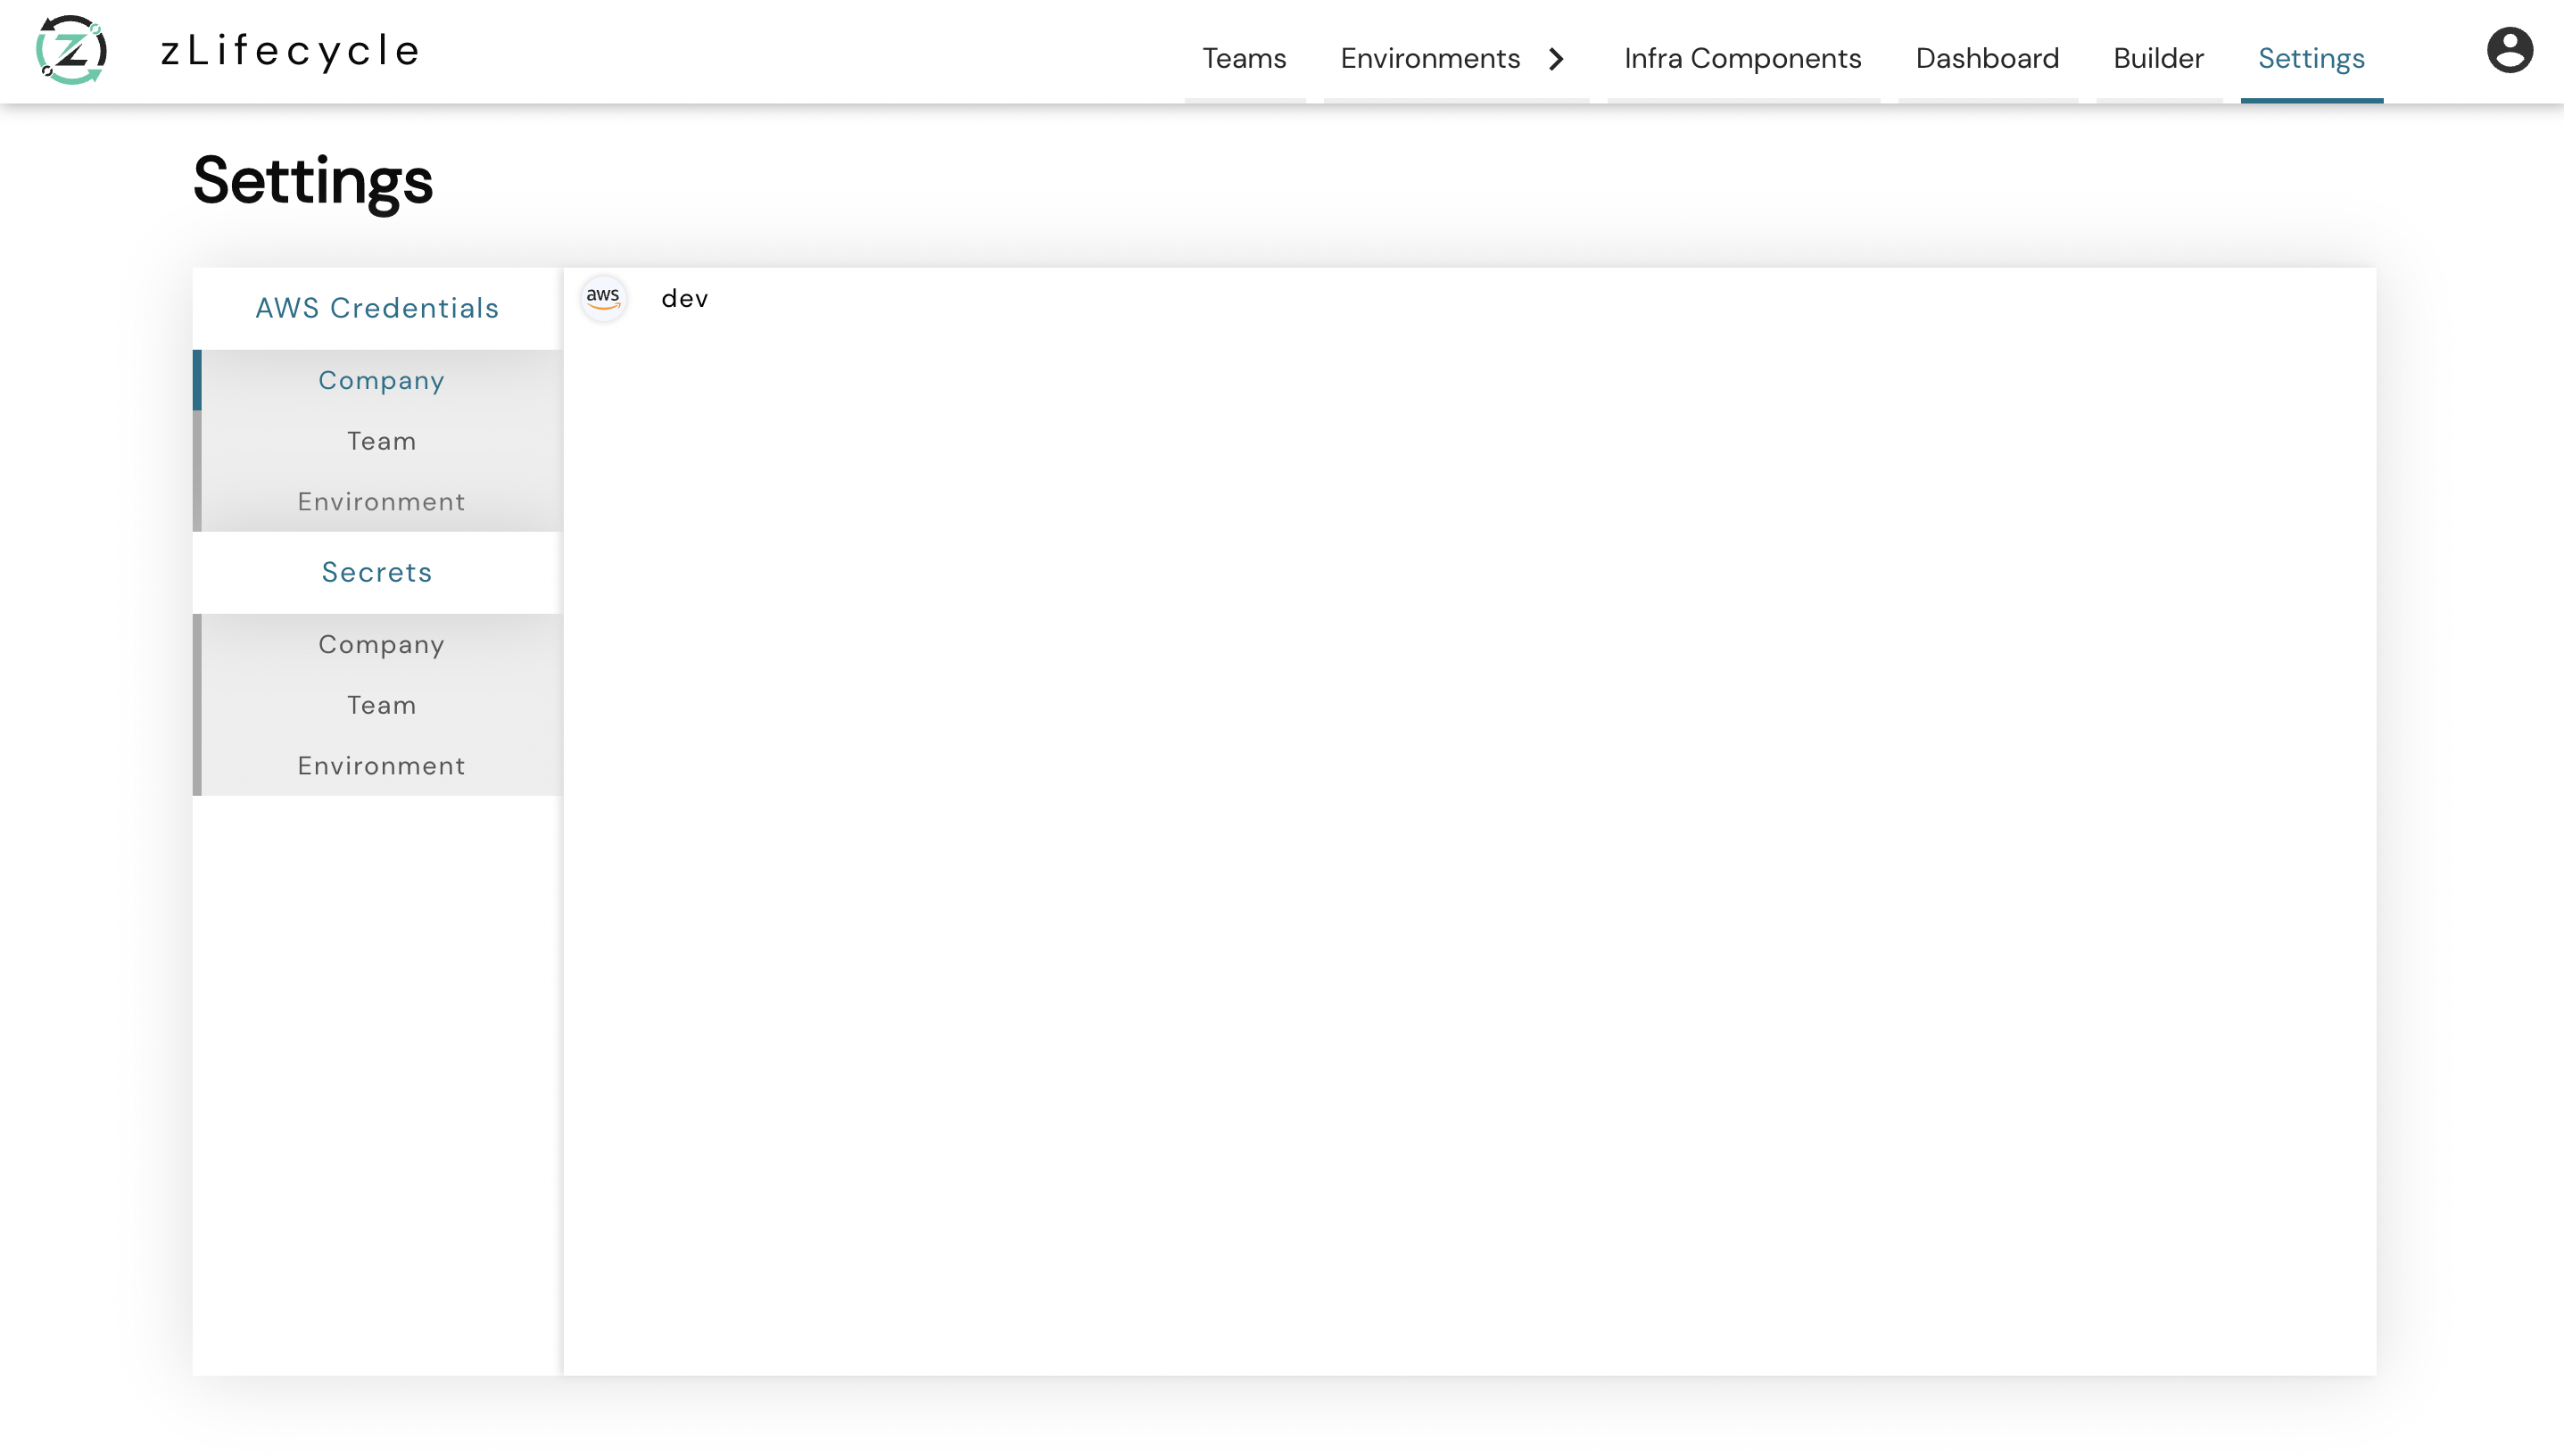 zLifecycle
Teams Environments Infra Components Dashboard Builder Settings
Settings
AWS Credentials
aws dev
Company
Team
Environment
Secrets
Company
Team
Environment